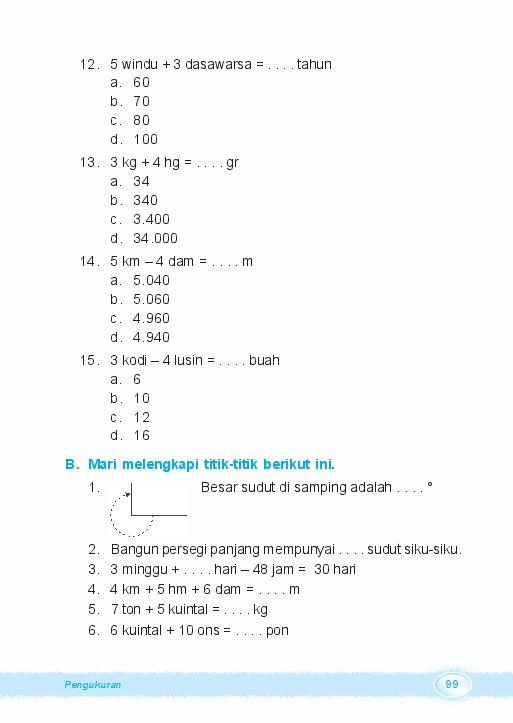 12. 5 windu + 3 dasawarsa = . . . . tahun
a. 60
b. 70
c. 80
d. 100
13. 3 kg + 4 hg = . . . . gr
a. 34
b. 340
c. 3.400
d. 34.000
14. 5 km – 4 dam = . . . . m
a. 5.040
b. 5.060
c. 4.960
d. 4.940
15. 3 kodi – 4 lusin = . . . . buah
a. 6
b. 10
c. 12
d. 16
B. Mari melengkapi titik-titik berikut ini.
1. Besar sudut di samping adalah . . . . °
2. Bangun persegi panjang mempunyai . . . . sudut siku-siku.
3. 3 minggu + . . . . hari – 48 jam = 30 hari
4. 4 km + 5 hm + 6 dam = . . . . m
5. 7 ton + 5 kuintal = . . . . kg
6. 6 kuintal + 10 ons = . . . . pon
Pengukuran 99